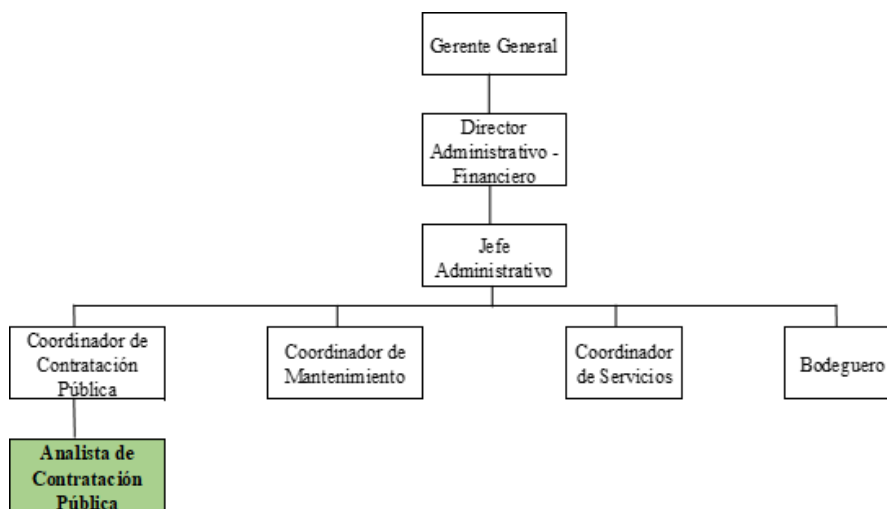 Gerente General
Director
Administrativo -
Financiero
Jefe
Administrativo
Coordinador de
Contratación
Pública
Coordinador de
Mantenimiento
Coordinador
de Servicios
Bodeguero
Analista de
Contratación
Pública